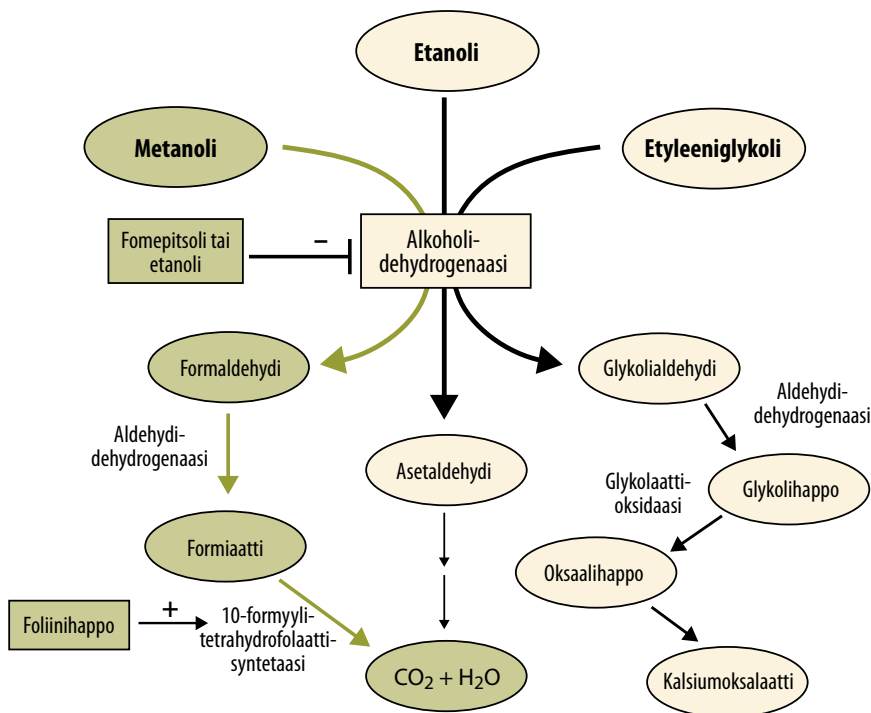 Etanoli
Metanoli
Etyleeniglykoli
Fomepitsoli tai
etanoli
–
Alkoholi-
dehydrogenaasi
Formaldehydi
Glykolialdehydi
Aldehydi-
dehydrogenaasi
Aldehydi-
dehydrogenaasi
Asetaldehydi
Glykolaatti-
oksidaasi
Glykolihappo
Formiaatti
Oksaalihappo
Foliinihappo
+
10-formyyli-
tetrahydrofolaatti-
syntetaasi
CO₂ + H₂O
Kalsiumoksalaatti